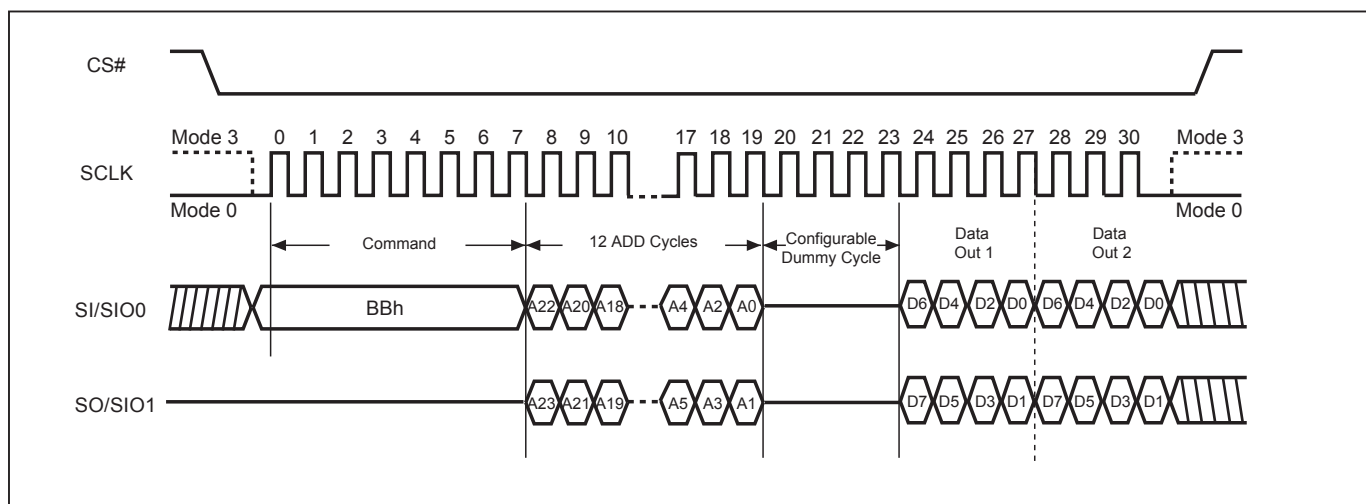 CS#
Mode 3 0 1 2 3 4 5 6 7 8 9 10 17 18 19 20 21 22 23 24 25 26 27 28 29 30 Mode 3
SCLK
Mode 0 Mode 0
Command 12 ADD Cycles Configurable Dummy Cycle Data Out 1 Data Out 2
SI/SIO0 BBh A22 A20 A18 A4 A2 A0 D6 D4 D2 D0 D6 D4 D2 D0
SO/SIO1 A23 A21 A19 A5 A3 A1 D7 D5 D3 D1 D7 D5 D3 D1